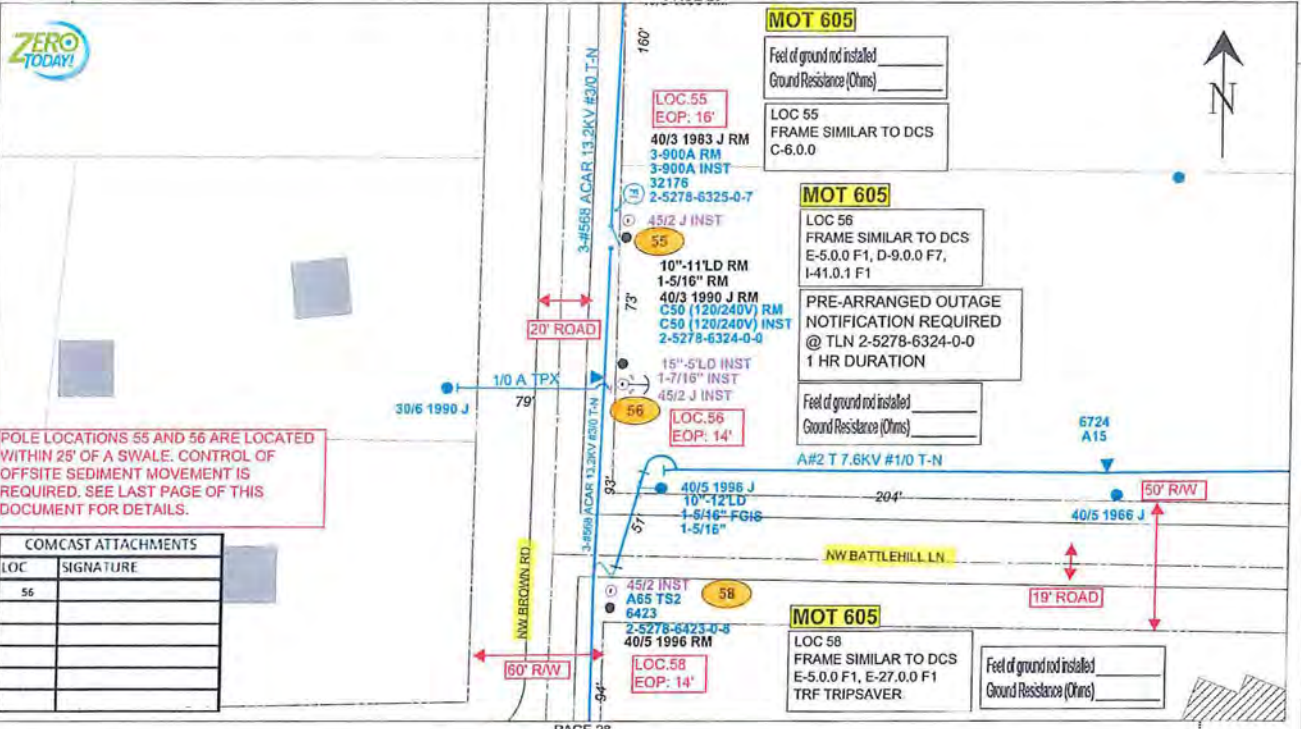 ZERO
TODAY!
160'
3-#568 ACAR 13.2KV #3/0 T-N
MOT 605
Feet of ground rod installed
Ground Resistance (Ohms)
N
LOC.55
EOP: 16'
LOC 55
FRAME SIMILAR TO DCS
C-6.0.0
40/3 1983 J RM
3-900A RM
3-900A INST
32176
2-5278-6325-0-7
FI
45/2 J INST
55
MOT 605
LOC 56
FRAME SIMILAR TO DCS
E-5.0.0 F1, D-9.0.0 F7,
I-41.0.1 F1
10"-11'LD RM
1-5/16" RM
40/3 1990 J RM
C50 (120/240V) RM
C50 (120/240V) INST
2-5278-6324-0-0
73'
20' ROAD
PRE-ARRANGED OUTAGE
NOTIFICATION REQUIRED
@ TLN 2-5278-6324-0-0
1 HR DURATION
15"-5'LD INST
1-7/16" INST
45/2 J INST
1/0 A TPX
79'
30/6 1990 J
56
LOC.56
EOP: 14'
Feet of ground rod installed
Ground Resistance (Ohms)
POLE LOCATIONS 55 AND 56 ARE LOCATED
WITHIN 25' OF A SWALE. CONTROL OF
OFFSITE SEDIMENT MOVEMENT IS
REQUIRED. SEE LAST PAGE OF THIS
DOCUMENT FOR DETAILS.
3-#568 ACAR 13.2KV #3/0 T-N
93'
6724
A15
A#2 T 7.6KV #1/0 T-N
40/5 1996 J
10"-12'LD
1-5/16" FGIS
1-5/16"
204'
50' R/W
40/5 1966 J
51'
COMCAST ATTACHMENTS
LOC SIGNATURE
56
NW BROWN RD
NW BATTLEHILL LN
19' ROAD
45/2 INST
A65 TS2
6423
2-5278-6423-0-8
40/5 1996 RM
58
MOT 605
LOC 58
FRAME SIMILAR TO DCS
E-5.0.0 F1, E-27.0.0 F1
TRF TRIPSAVER
Feet of ground rod installed
Ground Resistance (Ohms)
60' R/W
LOC.58
EOP: 14'
94'